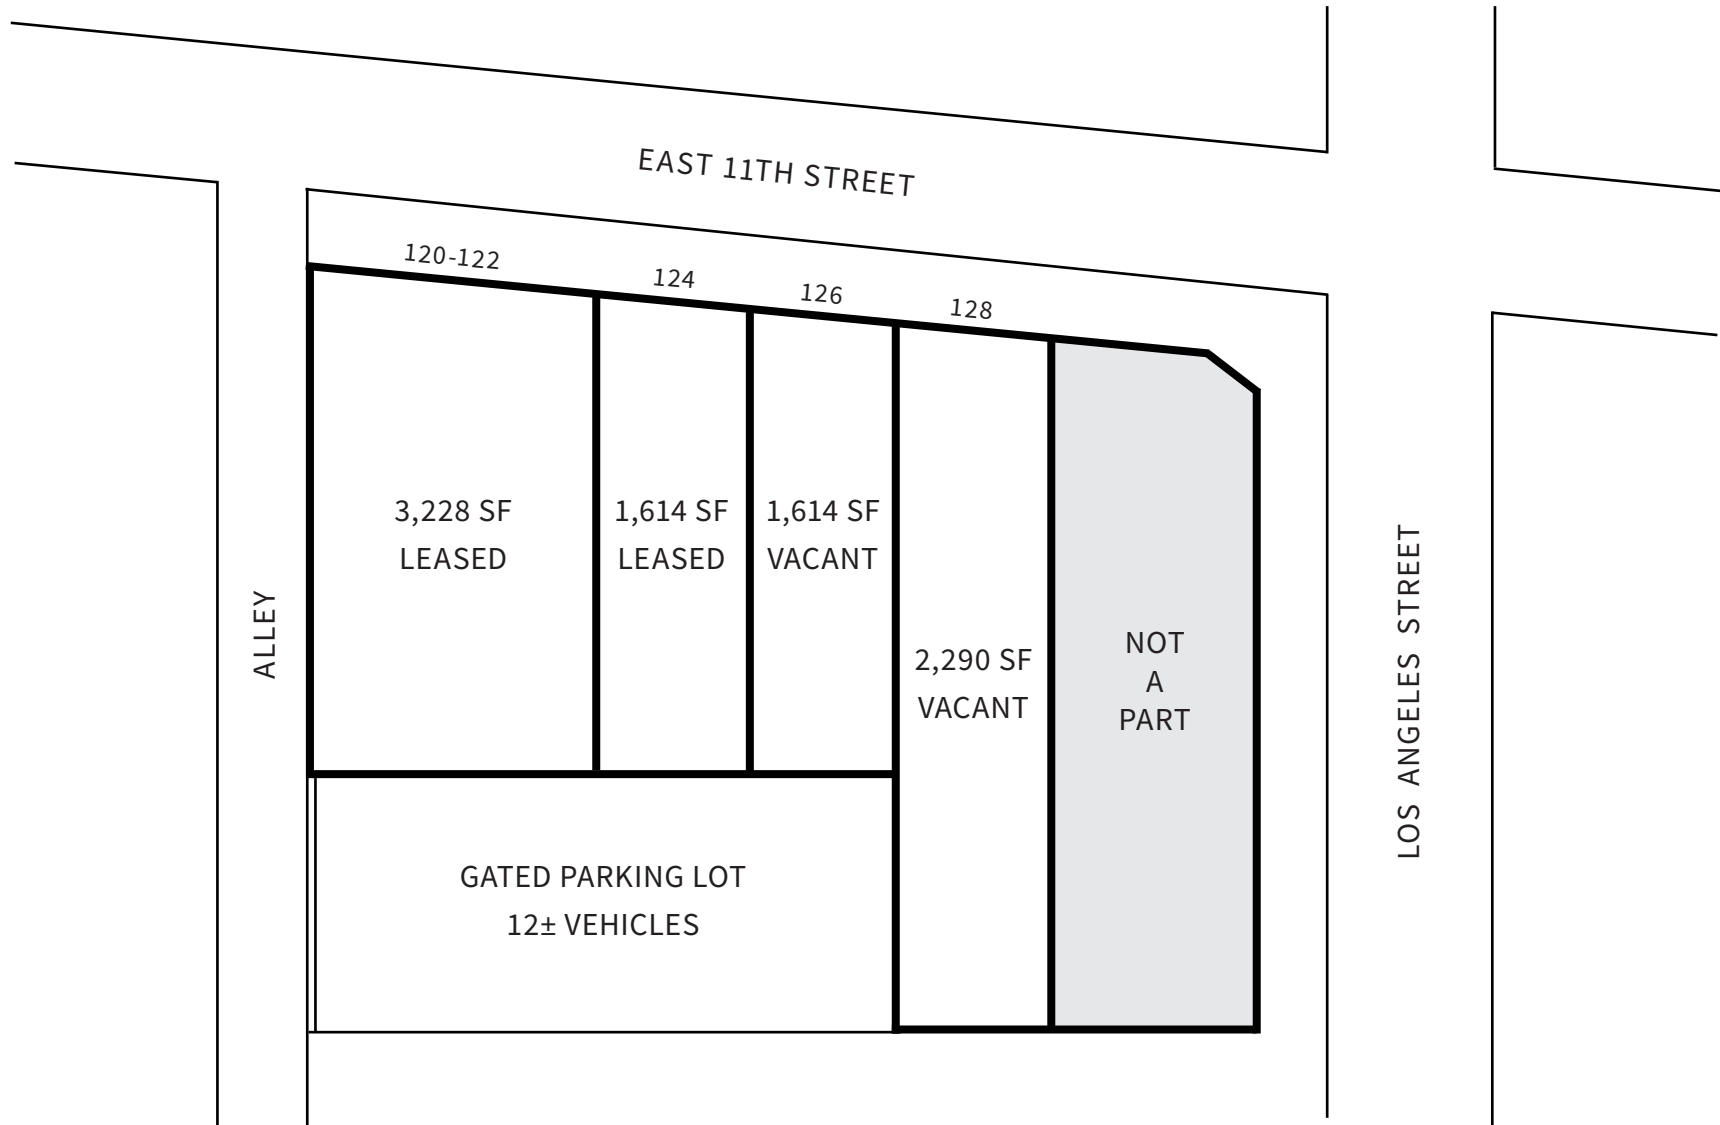 EAST 11TH STREET
120-122
124
126
128
3,228 SF
LEASED
1,614 SF
LEASED
1,614 SF
VACANT
2,290 SF
VACANT
NOT
A
PART
ALLEY
LOS ANGELES STREET
GATED PARKING LOT
12± VEHICLES